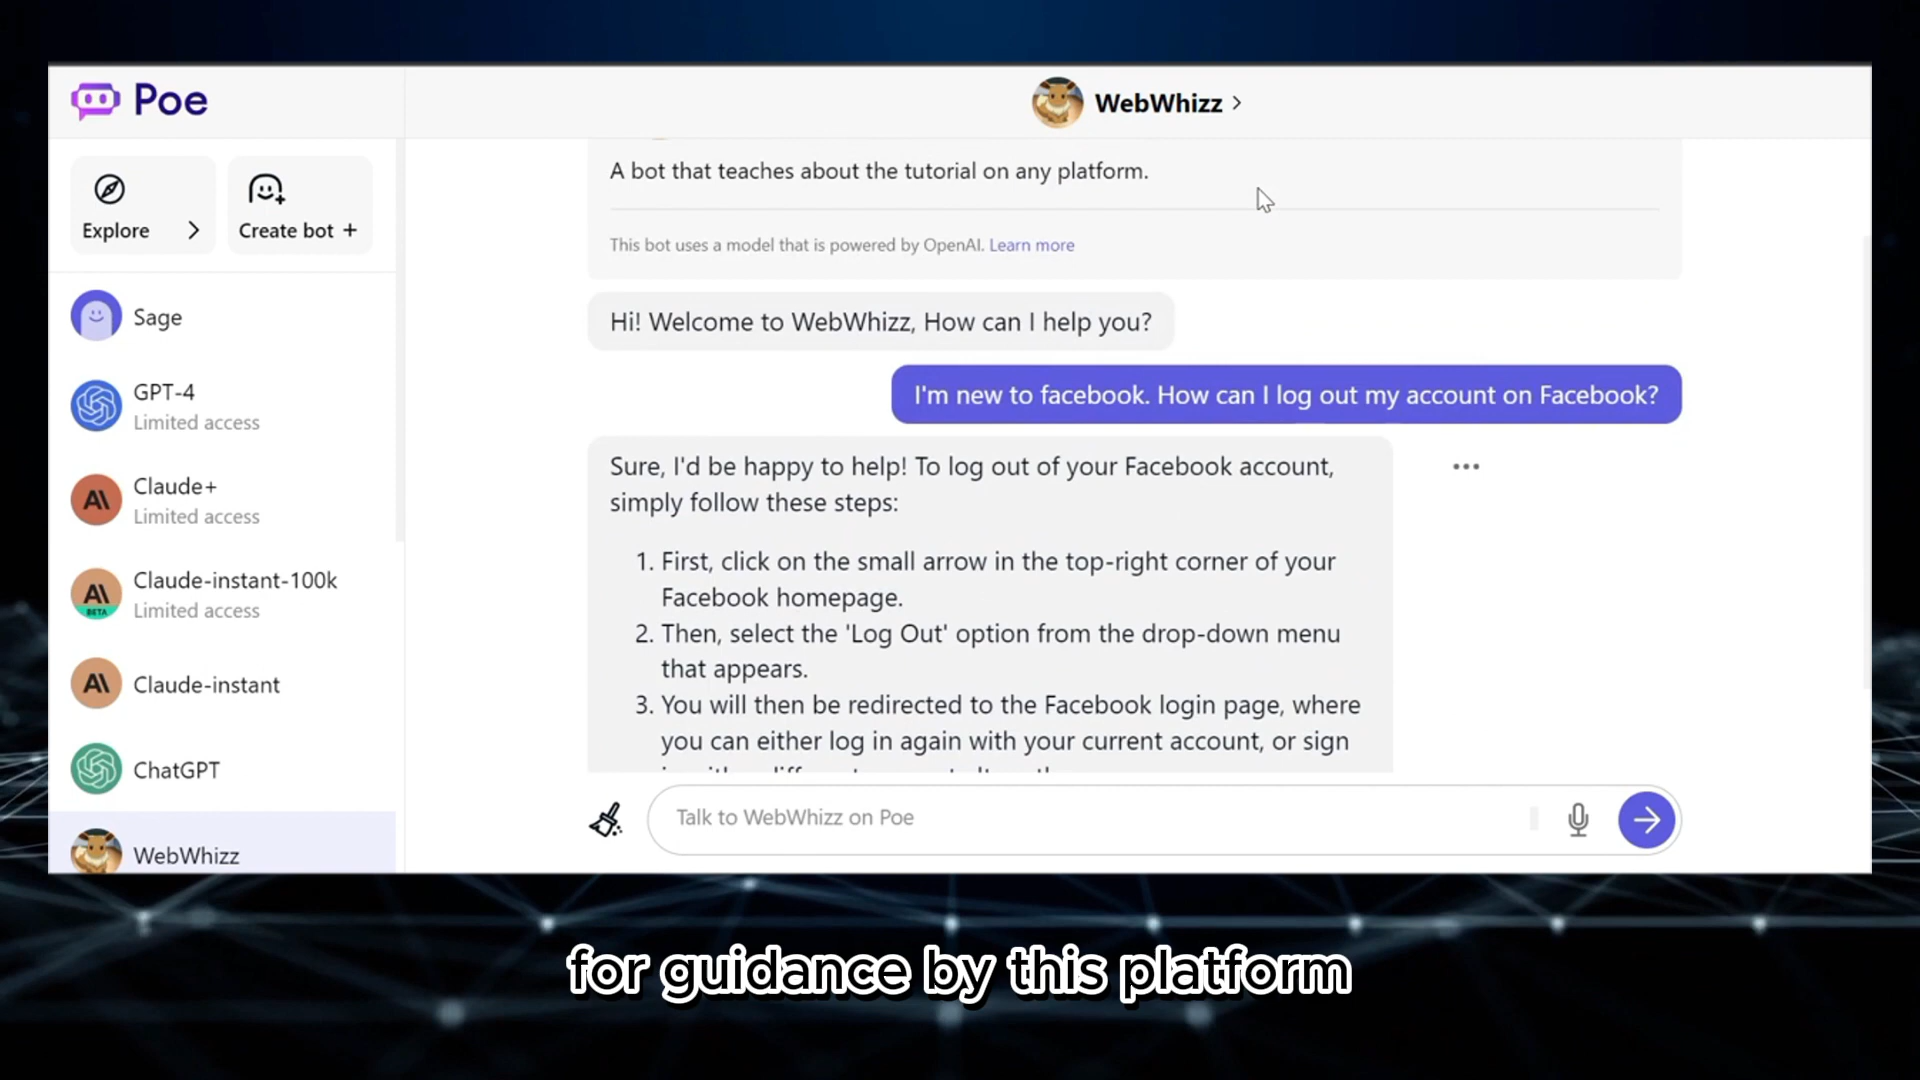 Poe
WebWhizz
Explore
Create bot +
A bot that teaches about the tutorial on any platform.
This bot uses a model that is powered by OpenAI. Learn more
Hi! Welcome to WebWhizz, How can I help you?
I'm new to facebook. How can I log out my account on Facebook?
Sure, I'd be happy to help! To log out of your Facebook account,
simply follow these steps:
1. First, click on the small arrow in the top-right corner of your
Facebook homepage.
2. Then, select the 'Log Out' option from the drop-down menu
that appears.
3. You will then be redirected to the Facebook login page, where
you can either log in again with your current account, or sign
Sage
GPT-4
Limited access
Claude+
Limited access
Claude-instant-100k
BETA
Limited access
Claude-instant
ChatGPT
WebWhizz
Talk to WebWhizz on Poe
for guidance by this platform